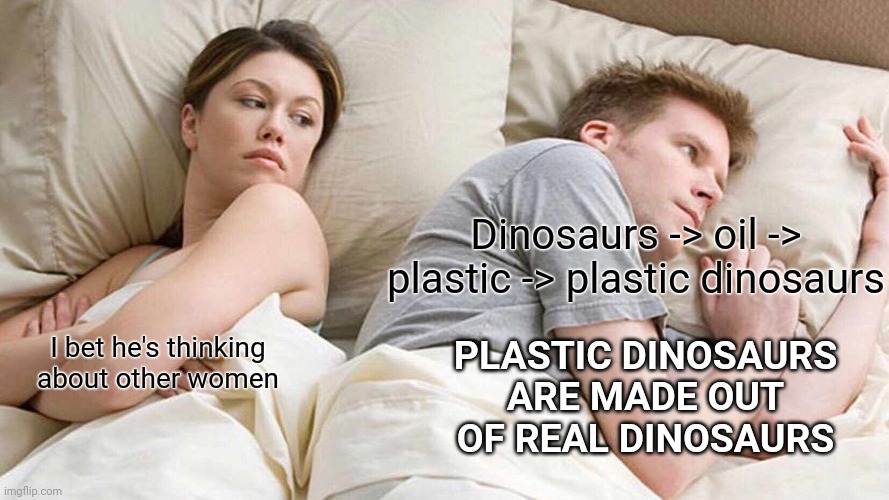 I bet he's thinking
about other women
Dinosaurs -> oil ->
plastic -> plastic dinosaurs
PLASTIC DINOSAURS
ARE MADE OUT
OF REAL DINOSAURS
imgflip.com